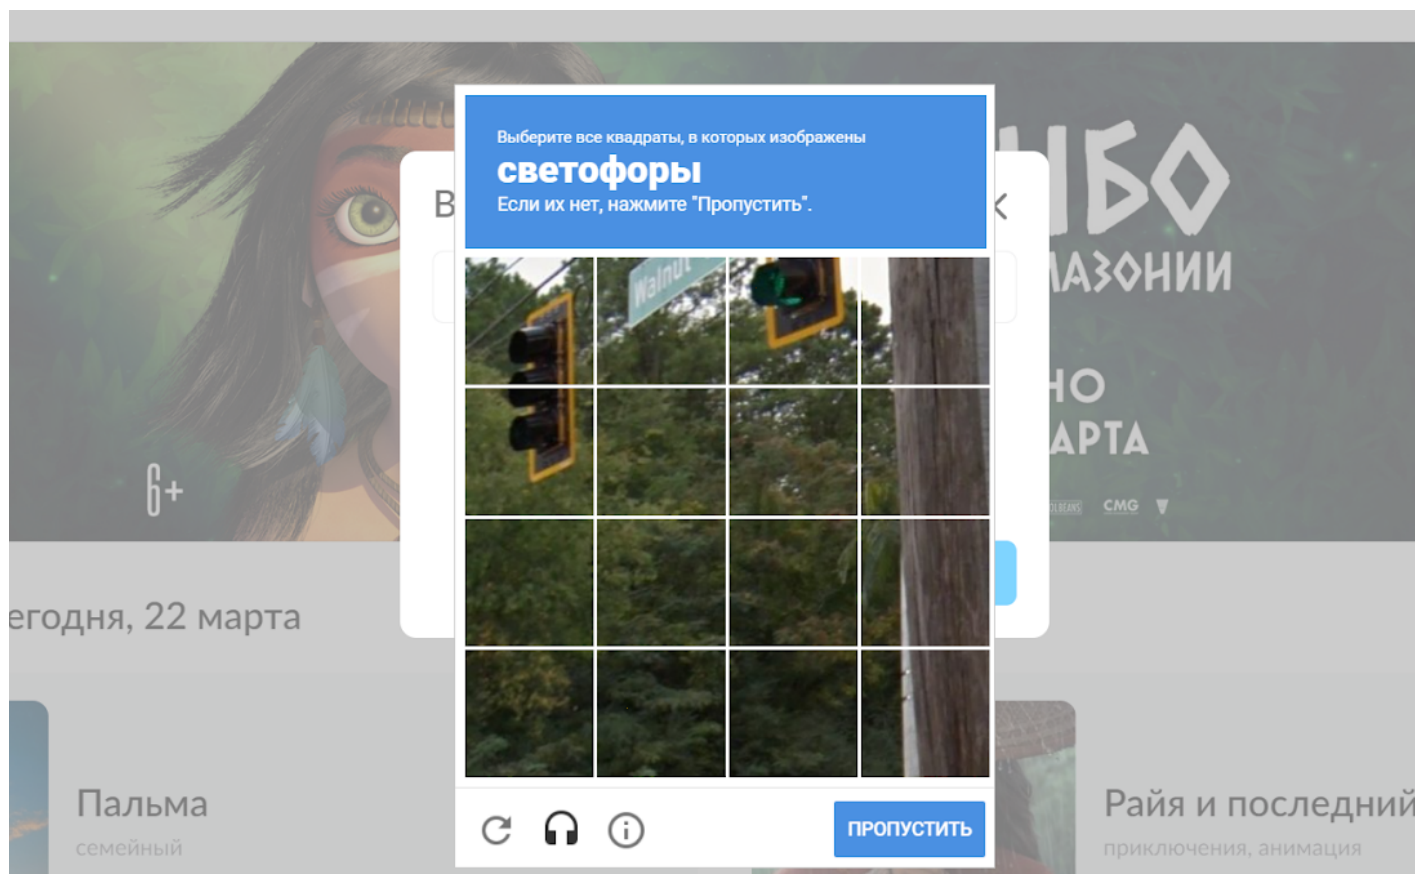 Выберите все квадраты, в которых изображены
светофоры
Если их нет, нажмите "Пропустить".
В
ИБО
МАЗОНИИ
НО
АРТА
CMG
6+
Walnut
егодня, 22 марта
Пальма
семейный
Райя и последний
приключения, анимация
ПРОПУСТИТЬ